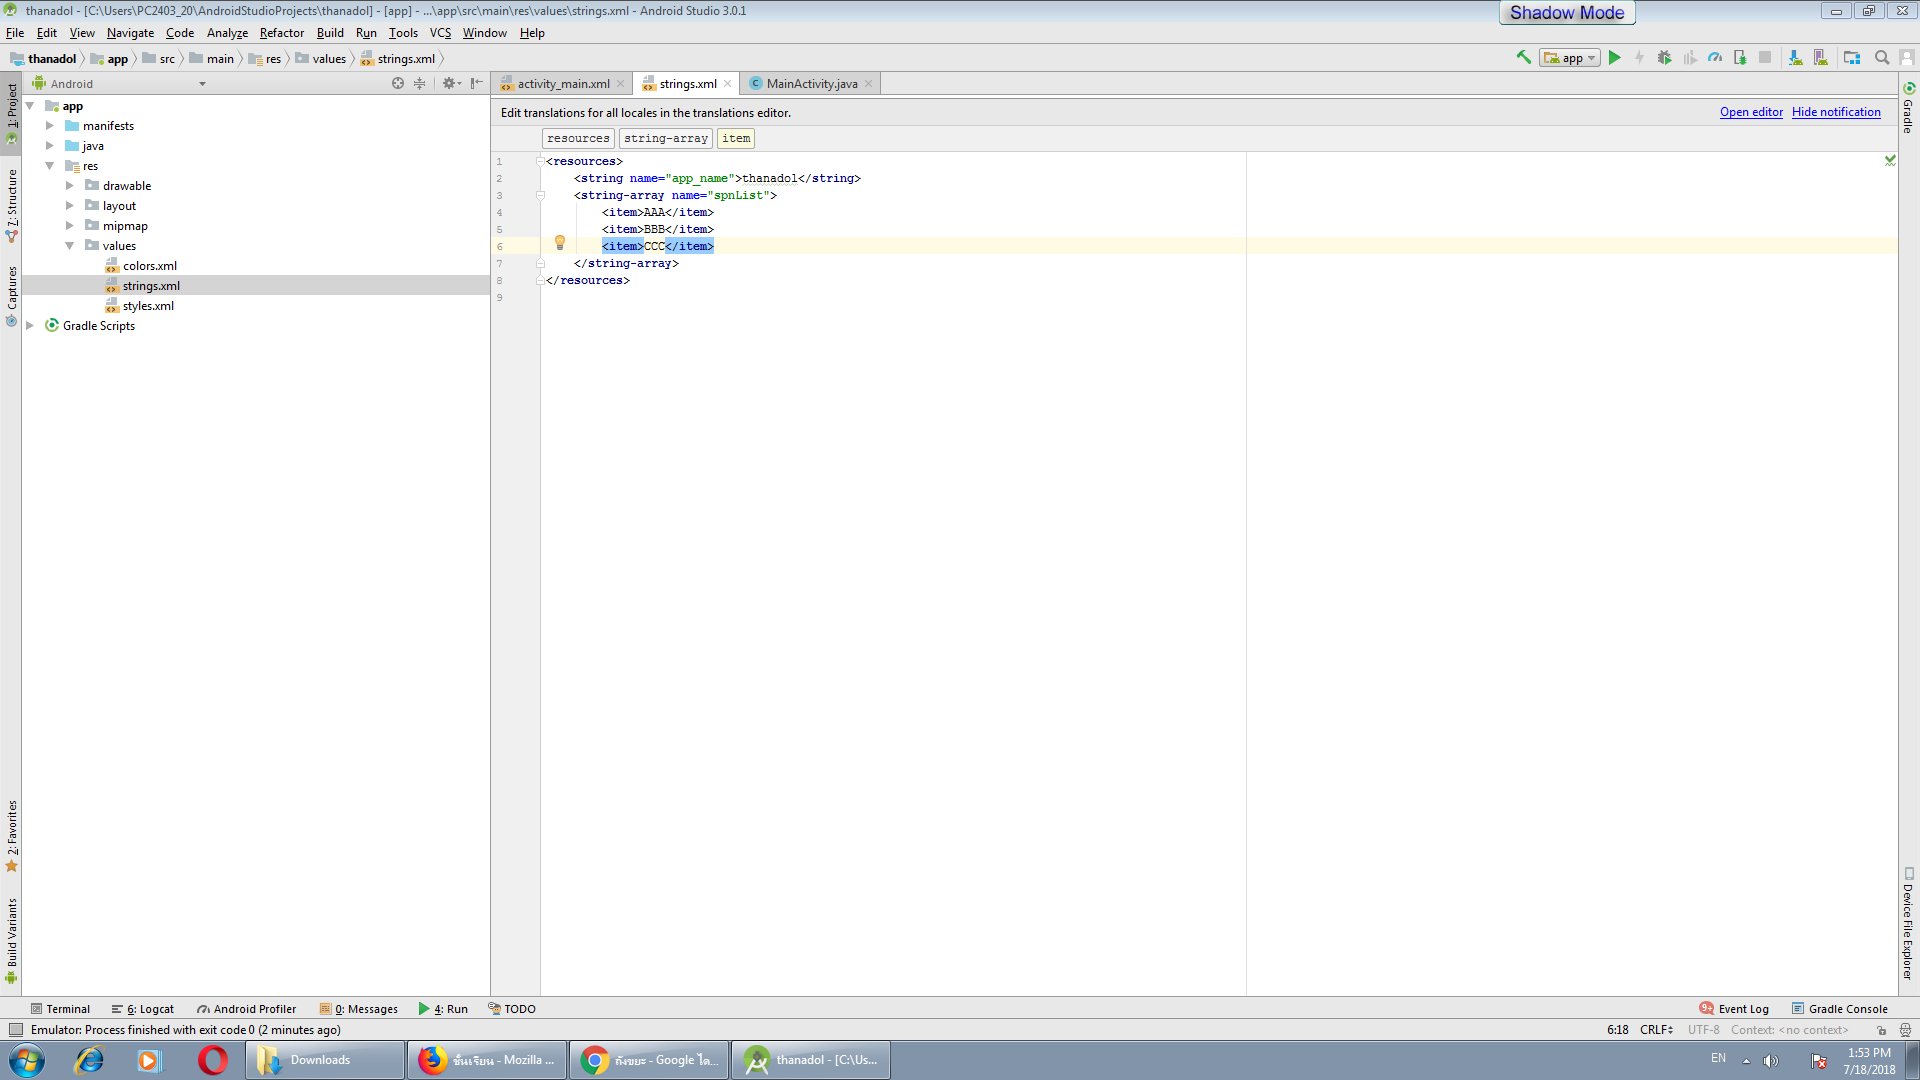 thanadol - [C:\Users\PC2403_20\AndroidStudioProjects\thanadol] - [app] - ...\app\src\main\res\values\strings.xml - Android Studio 3.0.1
Shadow Mode
File Edit View Navigate Code Analyze Refactor Build Run Tools VCS Window Help
thanadol app src main res values strings.xml
app
Android
activity_main.xml strings.xml MainActivity.java
Edit translations for all locales in the translations editor.
Open editor Hide notification
resources string-array item
1: Project
7: Structure
Captures
2: Favorites
Build Variants
app
manifests
java
res
drawable
layout
mipmap
values
colors.xml
strings.xml
styles.xml
Gradle Scripts
1 <resources>
2 <string name="app_name">thanadol</string>
3 <string-array name="spnList">
4 <item>AAA</item>
5 <item>BBB</item>
6 <item>CCC</item>
7 </string-array>
8 </resources>
9
Gradle
Device File Explorer
Terminal 6: Logcat Android Profiler 0: Messages 4: Run TODO
9+ Event Log Gradle Console
Emulator: Process finished with exit code 0 (2 minutes ago)
6:18 CRLF UTF-8 Context: <no context>
Downloads
ชั้นเรียน - Mozilla ...
ถังขยะ - Google ได...
thanadol - [C:\Us...
EN
1:53 PM
7/18/2018